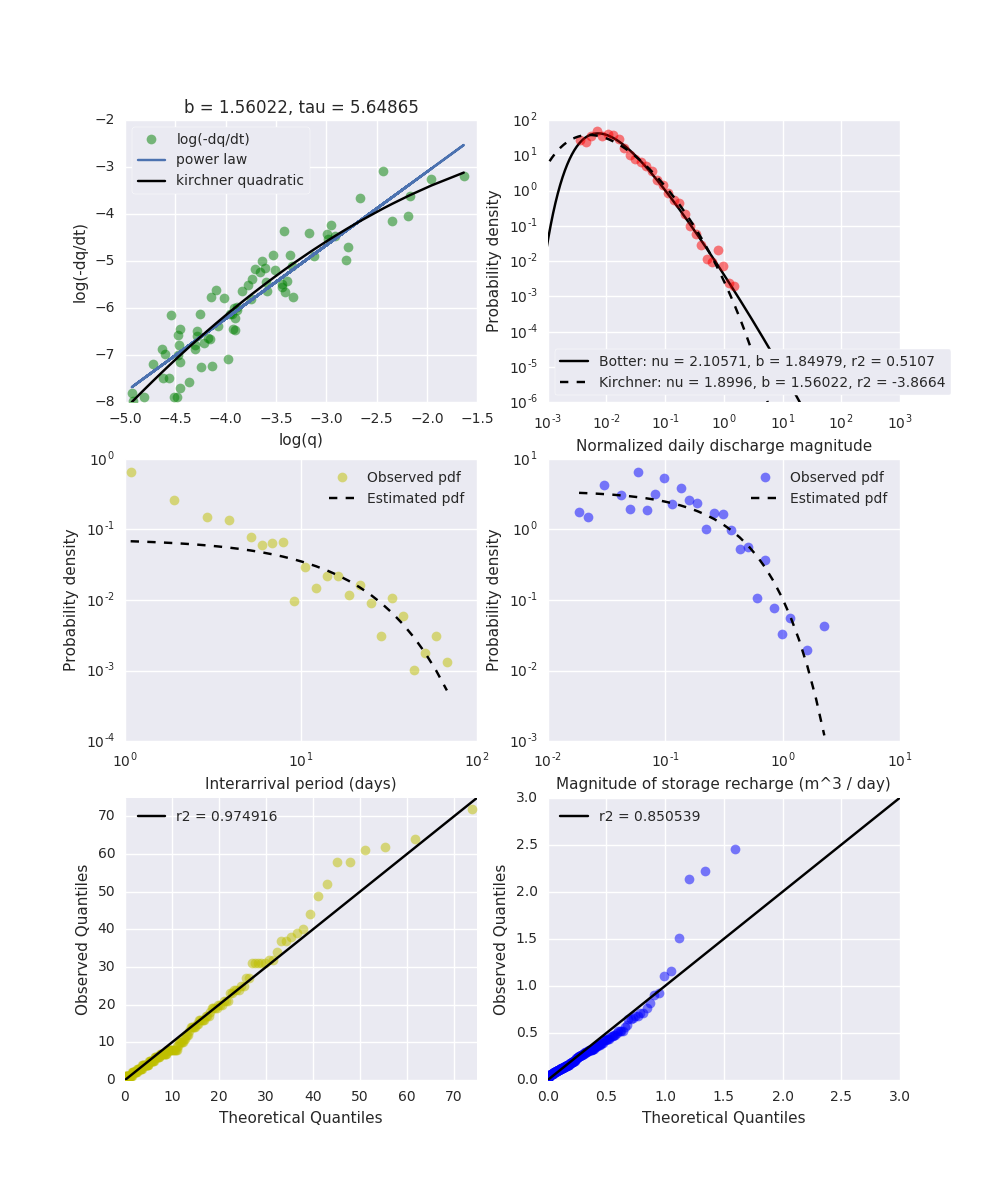 b = 1.56022, tau = 5.64865
log(-dq/dt)
power law
kirchner quadratic
−2
−3
−4
−5
−6
−7
−8
log(-dq/dt)
−5.0 −4.5 −4.0 −3.5 −3.0 −2.5 −2.0 −1.5
log(q)
10^2
10^1
10^0
10^-1
10^-2
10^-3
10^-4
10^-5
10^-6
Probability density
Botter: nu = 2.10571, b = 1.84979, r2 = 0.5107
Kirchner: nu = 1.8996, b = 1.56022, r2 = -3.8664
10^-3 10^-2 10^-1 10^0 10^1 10^2 10^3
Normalized daily discharge magnitude
Observed pdf
Estimated pdf
10^0
10^-1
10^-2
10^-3
10^-4
Probability density
10^0 10^1 10^2
Interarrival period (days)
Observed pdf
Estimated pdf
10^1
10^0
10^-1
10^-2
10^-3
Probability density
10^-2 10^-1 10^0 10^1
Magnitude of storage recharge (m^3 / day)
r2 = 0.974916
70
60
50
40
30
20
10
0
Observed Quantiles
0 10 20 30 40 50 60 70
Theoretical Quantiles
r2 = 0.850539
3.0
2.5
2.0
1.5
1.0
0.5
0.0
Observed Quantiles
0.0 0.5 1.0 1.5 2.0 2.5 3.0
Theoretical Quantiles